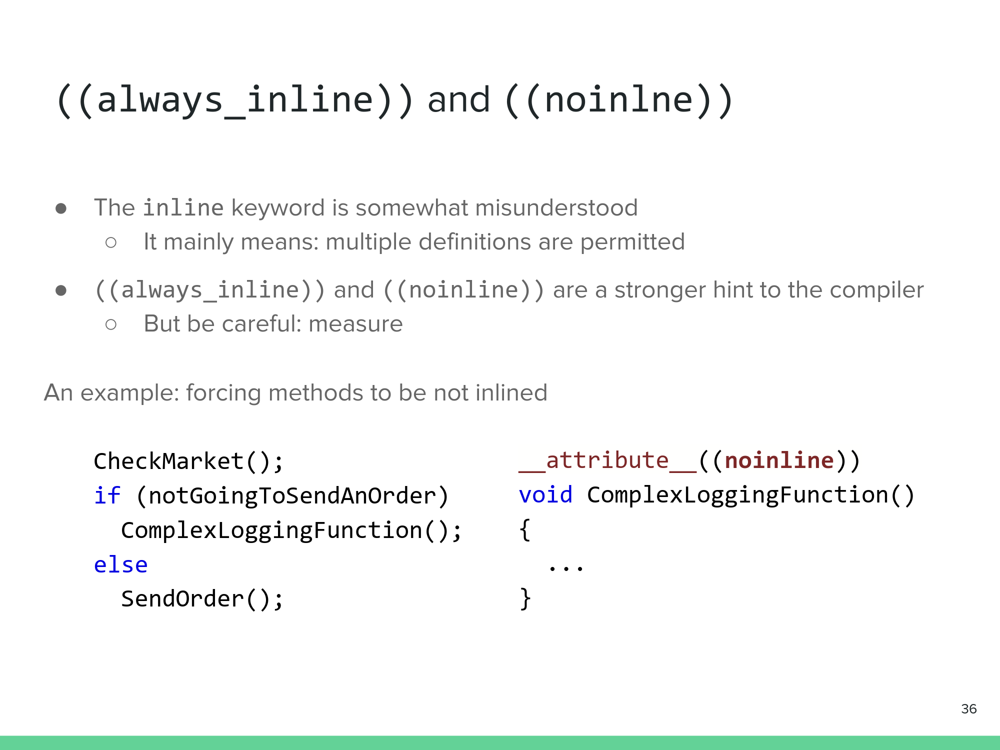 ((always_inline)) and ((noinlne))
● The inline keyword is somewhat misunderstood
○ It mainly means: multiple definitions are permitted
● ((always_inline)) and ((noinline)) are a stronger hint to the compiler
○ But be careful: measure
An example: forcing methods to be not inlined
CheckMarket();
if (notGoingToSendAnOrder)
  ComplexLoggingFunction();
else
  SendOrder();
__attribute__((noinline))
void ComplexLoggingFunction()
{
  ...
}
36